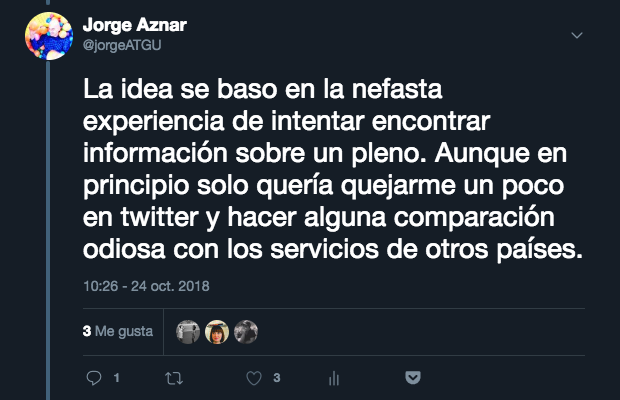 Jorge Aznar
@jorgeATGU
La idea se baso en la nefasta
experiencia de intentar encontrar
información sobre un pleno. Aunque en
principio solo quería quejarme un poco
en twitter y hacer alguna comparación
odiosa con los servicios de otros países.
10:26 - 24 oct. 2018
3 Me gusta
1 3